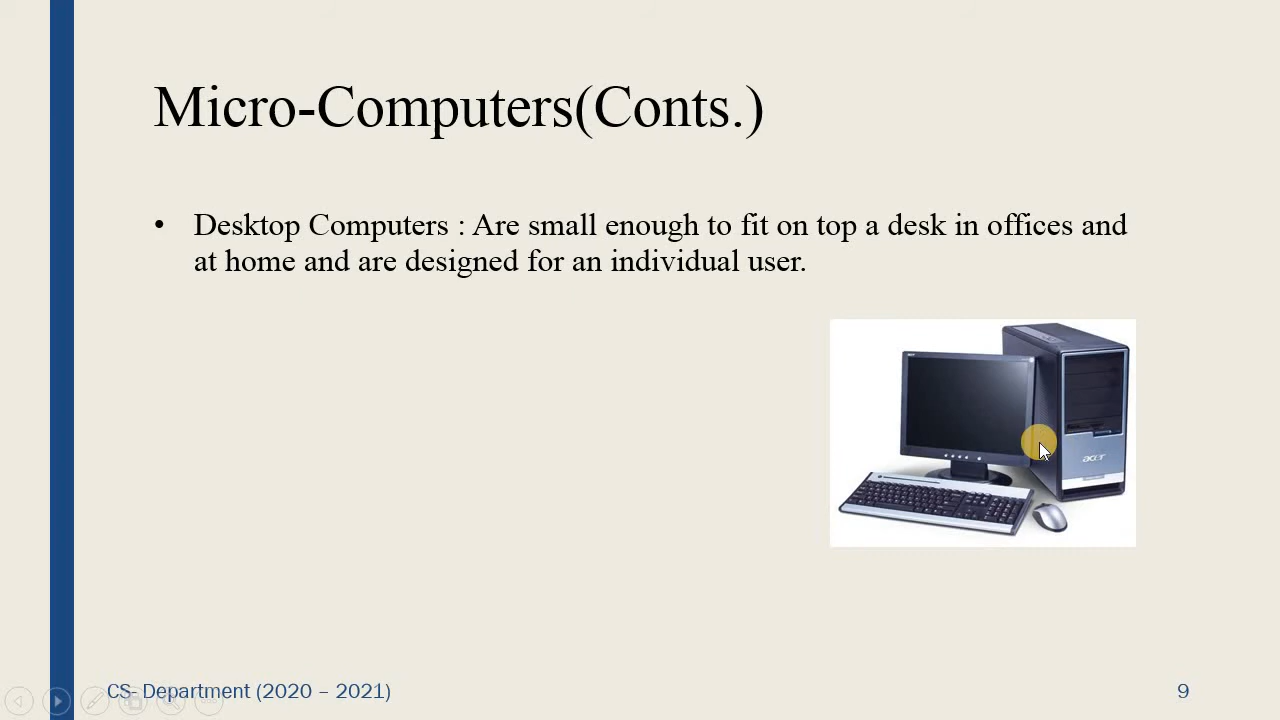 Micro-Computers(Conts.)
• Desktop Computers : Are small enough to fit on top a desk in offices and
at home and are designed for an individual user.
acer
acer
CS- Department (2020 – 2021)
9